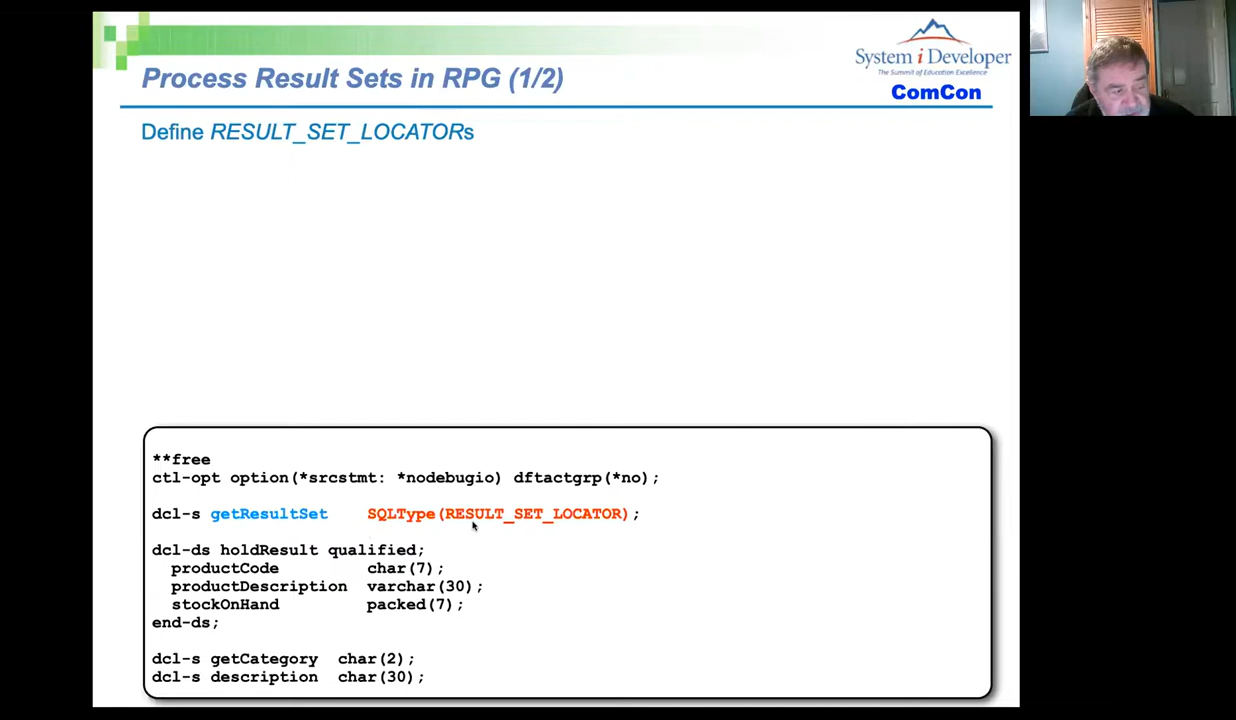 System i Developer
The Summit of Education Excellence
ComCon
Process Result Sets in RPG (1/2)
Define RESULT_SET_LOCATORs
**free
ctl-opt option(*srcstmt: *nodebugio) dftactgrp(*no);
dcl-s getResultSet SQLType(RESULT_SET_LOCATOR);
dcl-ds holdResult qualified;
productCode char(7);
productDescription varchar(30);
stockOnHand packed(7);
end-ds;
dcl-s getCategory char(2);
dcl-s description char(30);